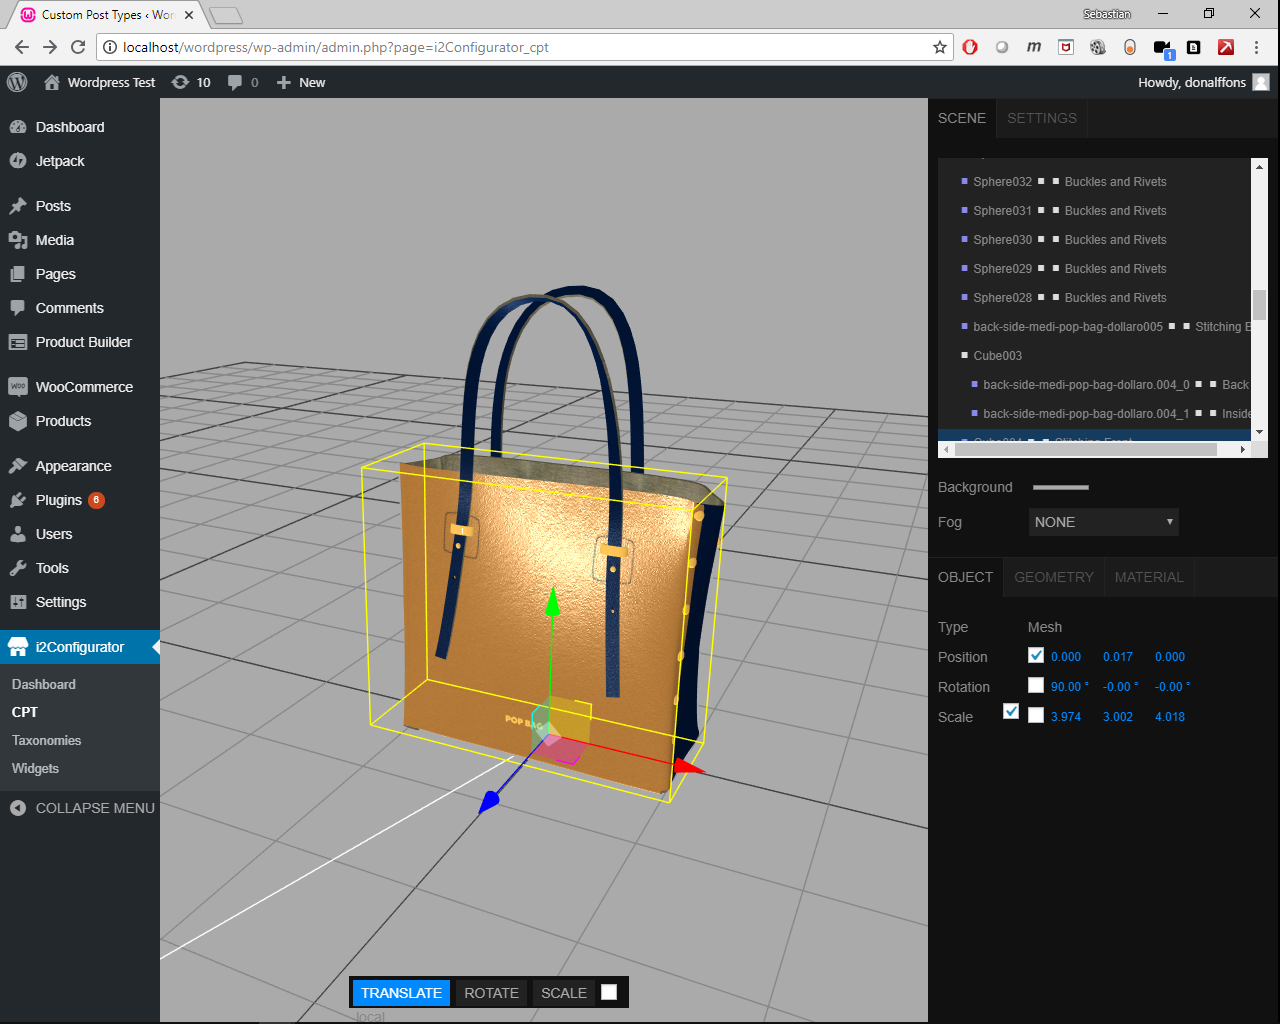 Custom Post Types ‹ Wor
Sebastian
localhost/wordpress/wp-admin/admin.php?page=i2Configurator_cpt
1
Wordpress Test
10
0
New
Howdy, donalffons
Dashboard
Jetpack
Posts
Media
Pages
Comments
Product Builder
WooCommerce
Products
Appearance
Plugins 6
Users
Tools
Settings
i2Configurator
Dashboard
CPT
Taxonomies
Widgets
COLLAPSE MENU
POP BAG
TRANSLATE
ROTATE
SCALE
local
SCENE
SETTINGS
Sphere032 Buckles and Rivets
Sphere031 Buckles and Rivets
Sphere030 Buckles and Rivets
Sphere029 Buckles and Rivets
Sphere028 Buckles and Rivets
back-side-medi-pop-bag-dollaro005 Stitching B
Cube003
back-side-medi-pop-bag-dollaro.004_0 Back
back-side-medi-pop-bag-dollaro.004_1 Inside
Cube004 Stitching Front
Background
Fog NONE
OBJECT
GEOMETRY
MATERIAL
Type Mesh
Position 0.000 0.017 0.000
Rotation 90.00 ° -0.00 ° -0.00 °
Scale 3.974 3.002 4.018